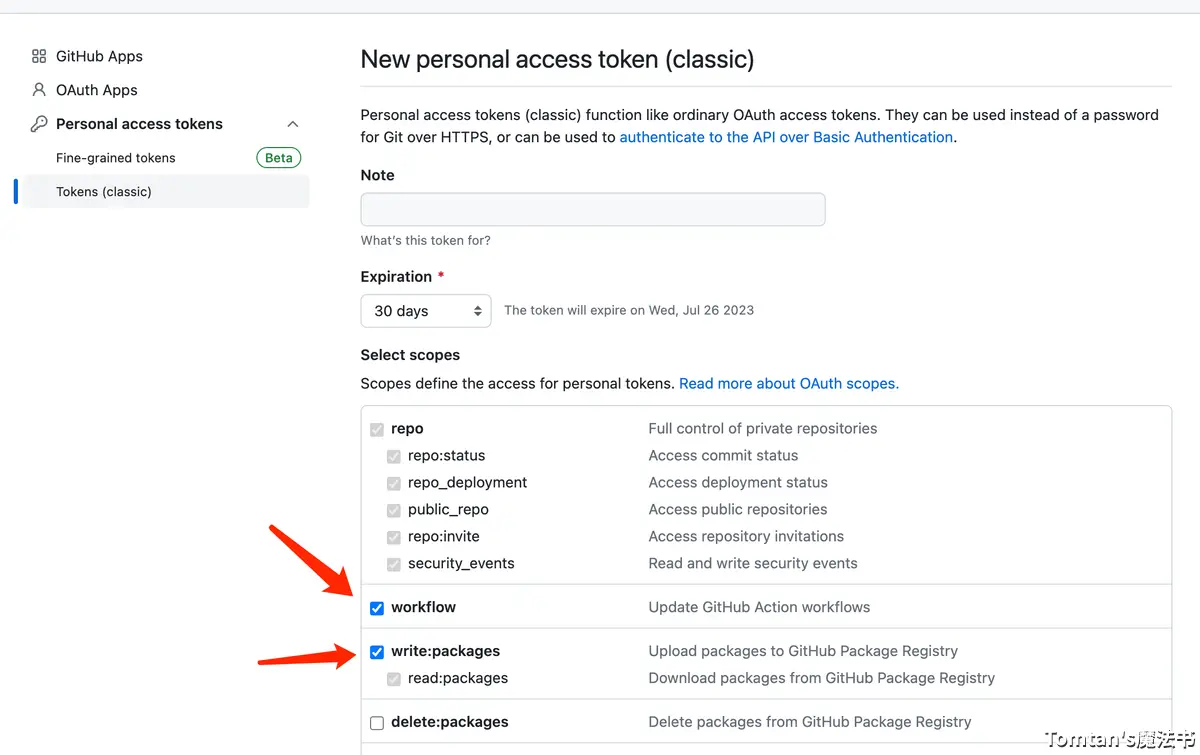 GitHub Apps
OAuth Apps
Personal access tokens
Fine-grained tokens Beta
Tokens (classic)
New personal access token (classic)
Personal access tokens (classic) function like ordinary OAuth access tokens. They can be used instead of a password
for Git over HTTPS, or can be used to authenticate to the API over Basic Authentication.
Note
What's this token for?
Expiration *
30 days The token will expire on Wed, Jul 26 2023
Select scopes
Scopes define the access for personal tokens. Read more about OAuth scopes.
repo Full control of private repositories
repo:status Access commit status
repo_deployment Access deployment status
public_repo Access public repositories
repo:invite Access repository invitations
security_events Read and write security events
workflow Update GitHub Action workflows
write:packages Upload packages to GitHub Package Registry
read:packages Download packages from GitHub Package Registry
delete:packages Delete packages from GitHub Package Registry
Tomtan's魔法书